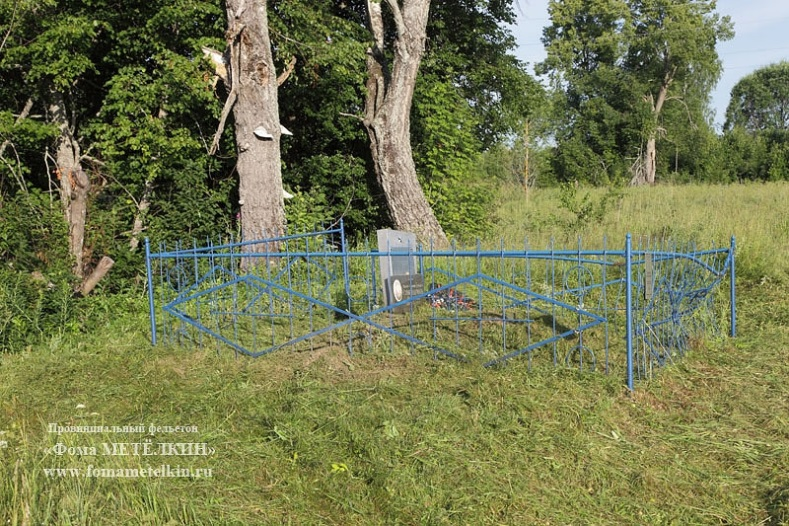 Провинциальный фельетон
«Фома МЕТЁЛКИН»
www.fomametelkin.ru